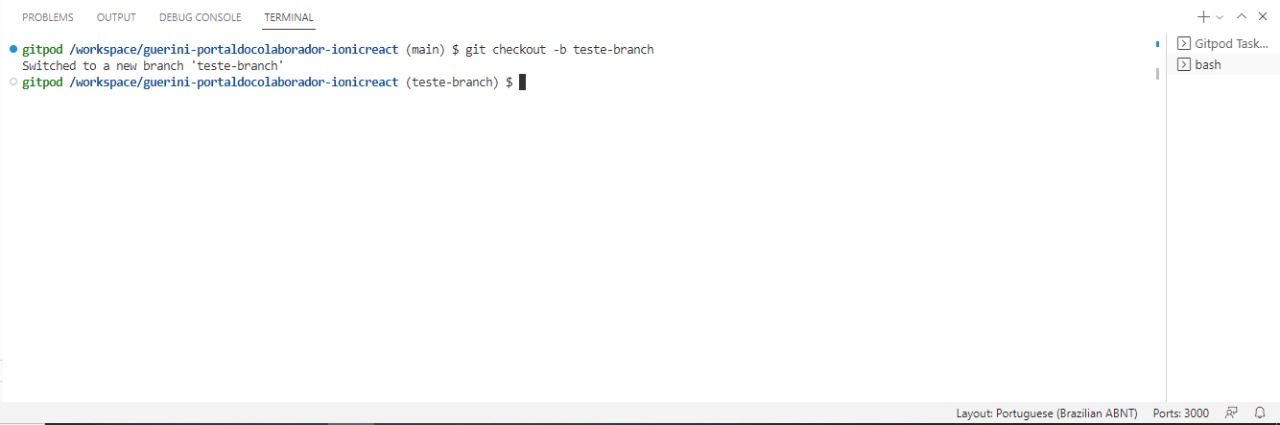 PROBLEMS OUTPUT DEBUG CONSOLE TERMINAL
gitpod /workspace/guerini-portaldocolaborador-ionicreact (main) $ git checkout -b teste-branch
Switched to a new branch 'teste-branch'
gitpod /workspace/guerini-portaldocolaborador-ionicreact (teste-branch) $
Gitpod Task...
bash
Layout: Portuguese (Brazilian ABNT) Ports: 3000